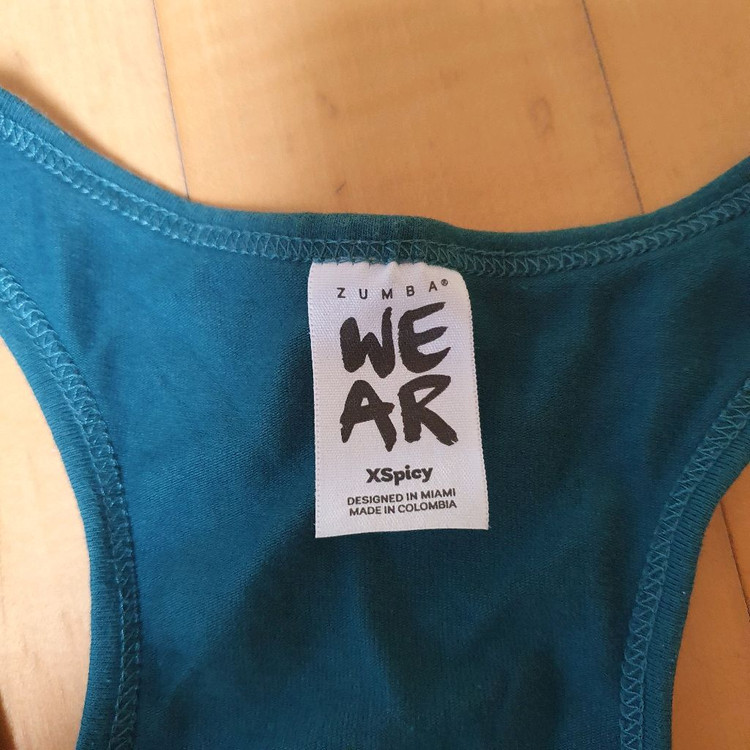 ZUMBA®
WE
AR
XSpicy
DESIGNED IN MIAMI
MADE IN COLOMBIA